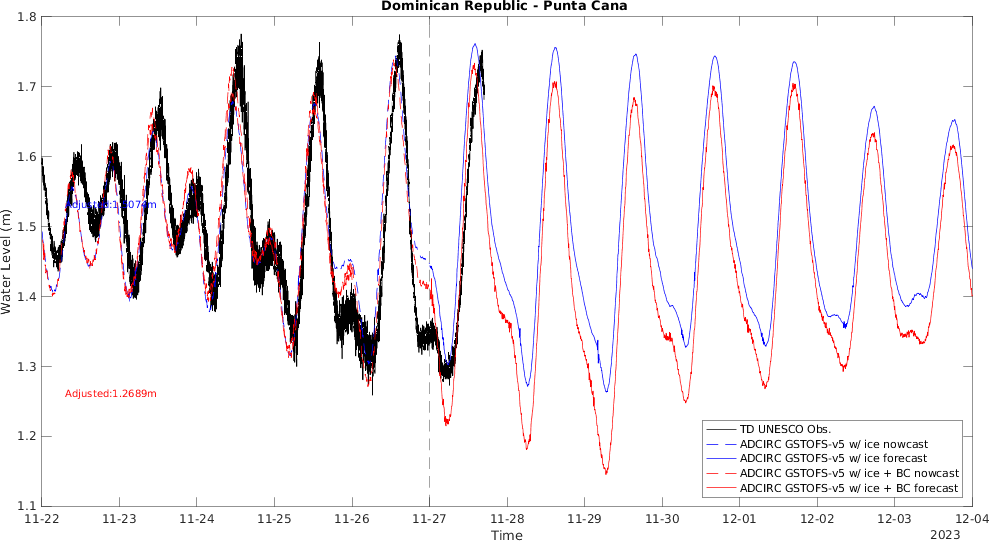 Dominican Republic - Punta Cana
Water Level (m)
1.8
1.7
1.6
1.5
1.4
1.3
1.2
1.1
Adjusted:1.2689m
TD UNESCO Obs.
ADCIRC GSTOFS-v5 w/ ice nowcast
ADCIRC GSTOFS-v5 w/ ice forecast
ADCIRC GSTOFS-v5 w/ ice + BC nowcast
ADCIRC GSTOFS-v5 w/ ice + BC forecast
11-22 11-23 11-24 11-25 11-26 11-27 11-28 11-29 11-30 12-01 12-02 12-03 12-04
Time
2023